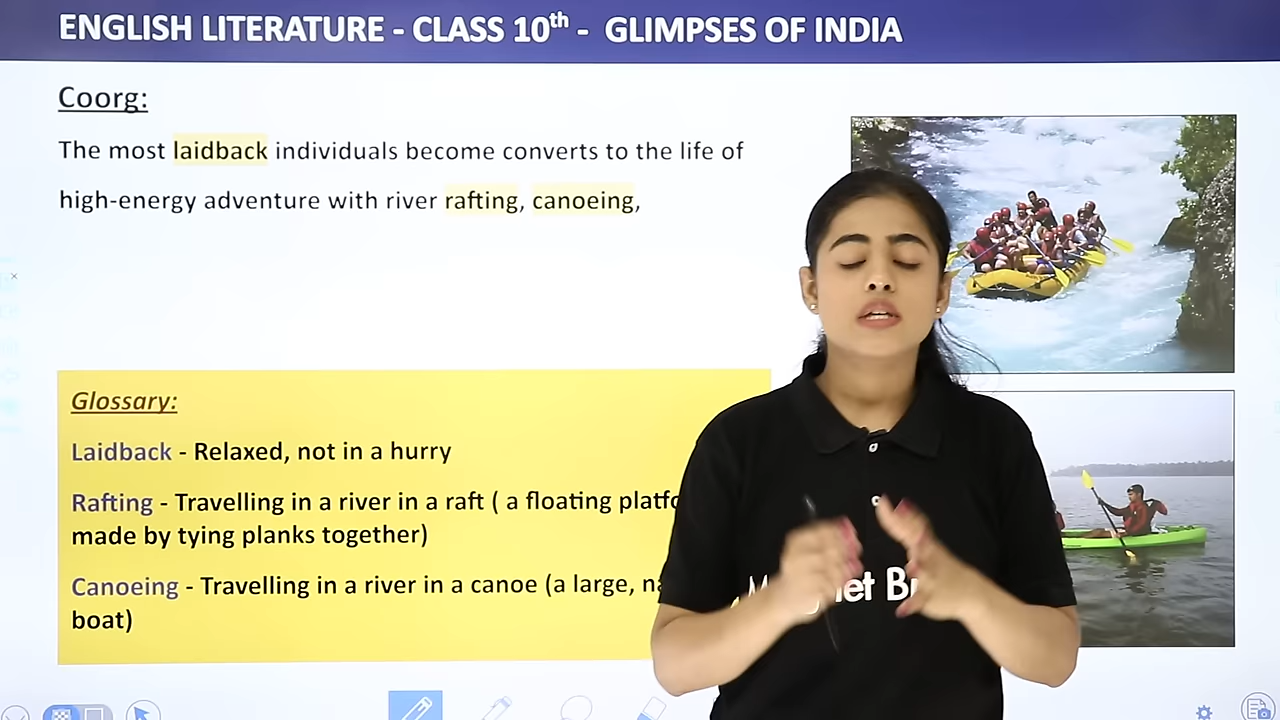 ENGLISH LITERATURE - CLASS 10th - GLIMPSES OF INDIA
Coorg:
The most laidback individuals become converts to the life of
high-energy adventure with river rafting, canoeing,
Glossary:
Laidback - Relaxed, not in a hurry
Rafting - Travelling in a river in a raft ( a floating
made by tying planks together)
Canoeing - Travelling in a river in a canoe (a large,
boat)